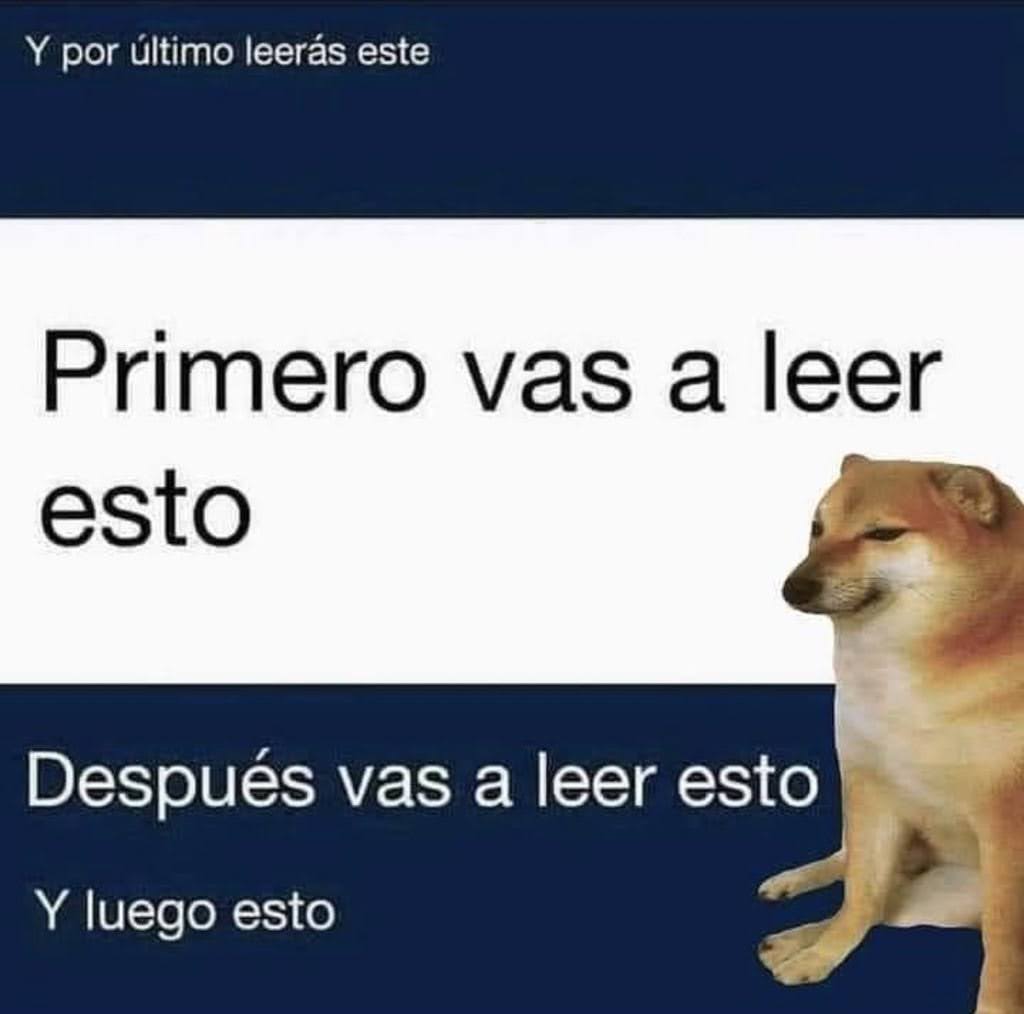 Y por último leerás este
Primero vas a leer
esto
Después vas a leer esto
Y luego esto